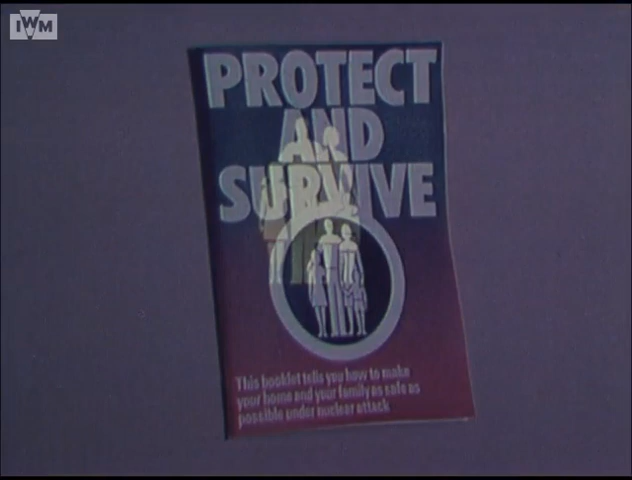 IWM
PROTECT
AND
SURVIVE
This booklet tells you how to make
your home and your family as safe as
possible under nuclear attack